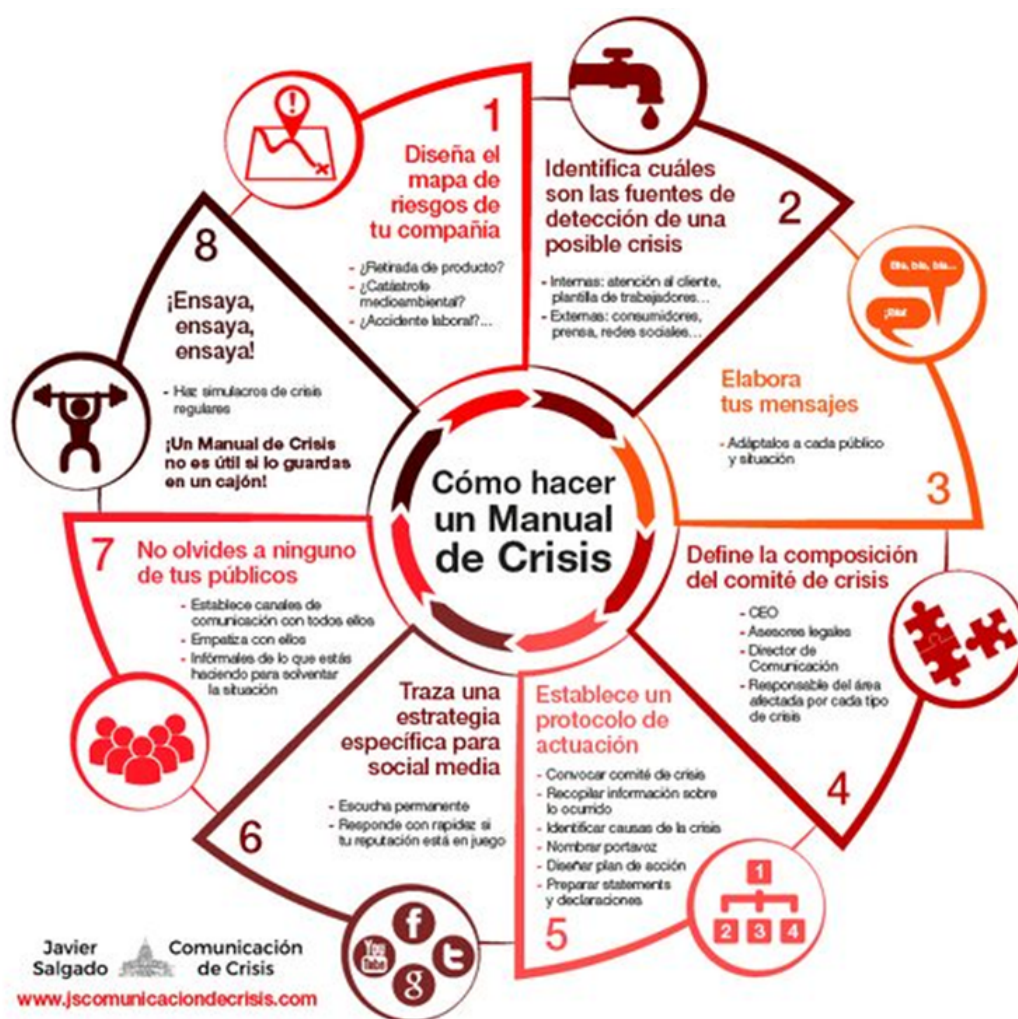 Cómo hacer
un Manual
de Crisis
1
Diseña el
mapa de
riesgos de
tu compañía
- ¿Retirada de producto?
- ¿Catástrofe
medioambiental?
- ¿Accidente laboral?...
2
Identifica cuáles
son las fuentes de
detección de una
posible crisis
- Internas: atención al cliente,
plantilla de trabajadores...
- Externas: consumidores,
prensa, redes sociales...
Bla, bla, bla...
¡Bla!
3
Elabora
tus mensajes
- Adáptalos a cada público
y situación
4
Define la composición
del comité de crisis
- CEO
- Asesores legales
- Director de
Comunicación
- Responsable del área
afectada por cada tipo
de crisis
5
Establece un
protocolo de
actuación
- Convocar comité de crisis
- Recopilar información sobre
lo ocurrido
- Identificar causas de la crisis
- Nombrar portavoz
- Diseñar plan de acción
- Preparar statements
y declaraciones
1
2 3 4
6
Traza una
estrategia
específica para
social media
- Escucha permanente
- Responde con rapidez si
tu reputación está en juego
f
You
Tube
t
g
7
No olvides a ninguno
de tus públicos
- Establece canales de
comunicación con todos ellos
- Empatiza con ellos
- Infórmales de lo que estás
haciendo para solventar
la situación
8
¡Ensaya,
ensaya,
ensaya!
- Haz simulacros de crisis
regulares
¡Un Manual de Crisis
no es útil si lo guardas
en un cajón!
Javier
Salgado
Comunicación
de Crisis
www.jscomunicaciondecrisis.com